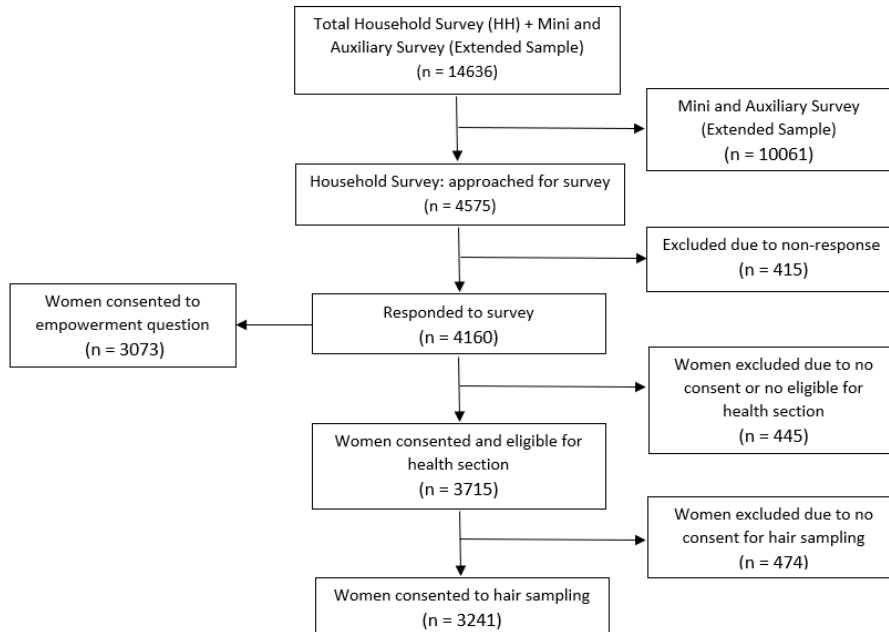 Total Household Survey (HH) + Mini and
Auxiliary Survey (Extended Sample)
(n = 14636)
Mini and Auxiliary Survey
(Extended Sample)
(n = 10061)
Household Survey: approached for survey
(n = 4575)
Excluded due to non-response
(n = 415)
Women consented to
empowerment question
(n = 3073)
Responded to survey
(n = 4160)
Women excluded due to no
consent or no eligible for
health section
(n = 445)
Women consented and eligible for
health section
(n = 3715)
Women excluded due to no
consent for hair sampling
(n = 474)
Women consented to hair sampling
(n = 3241)